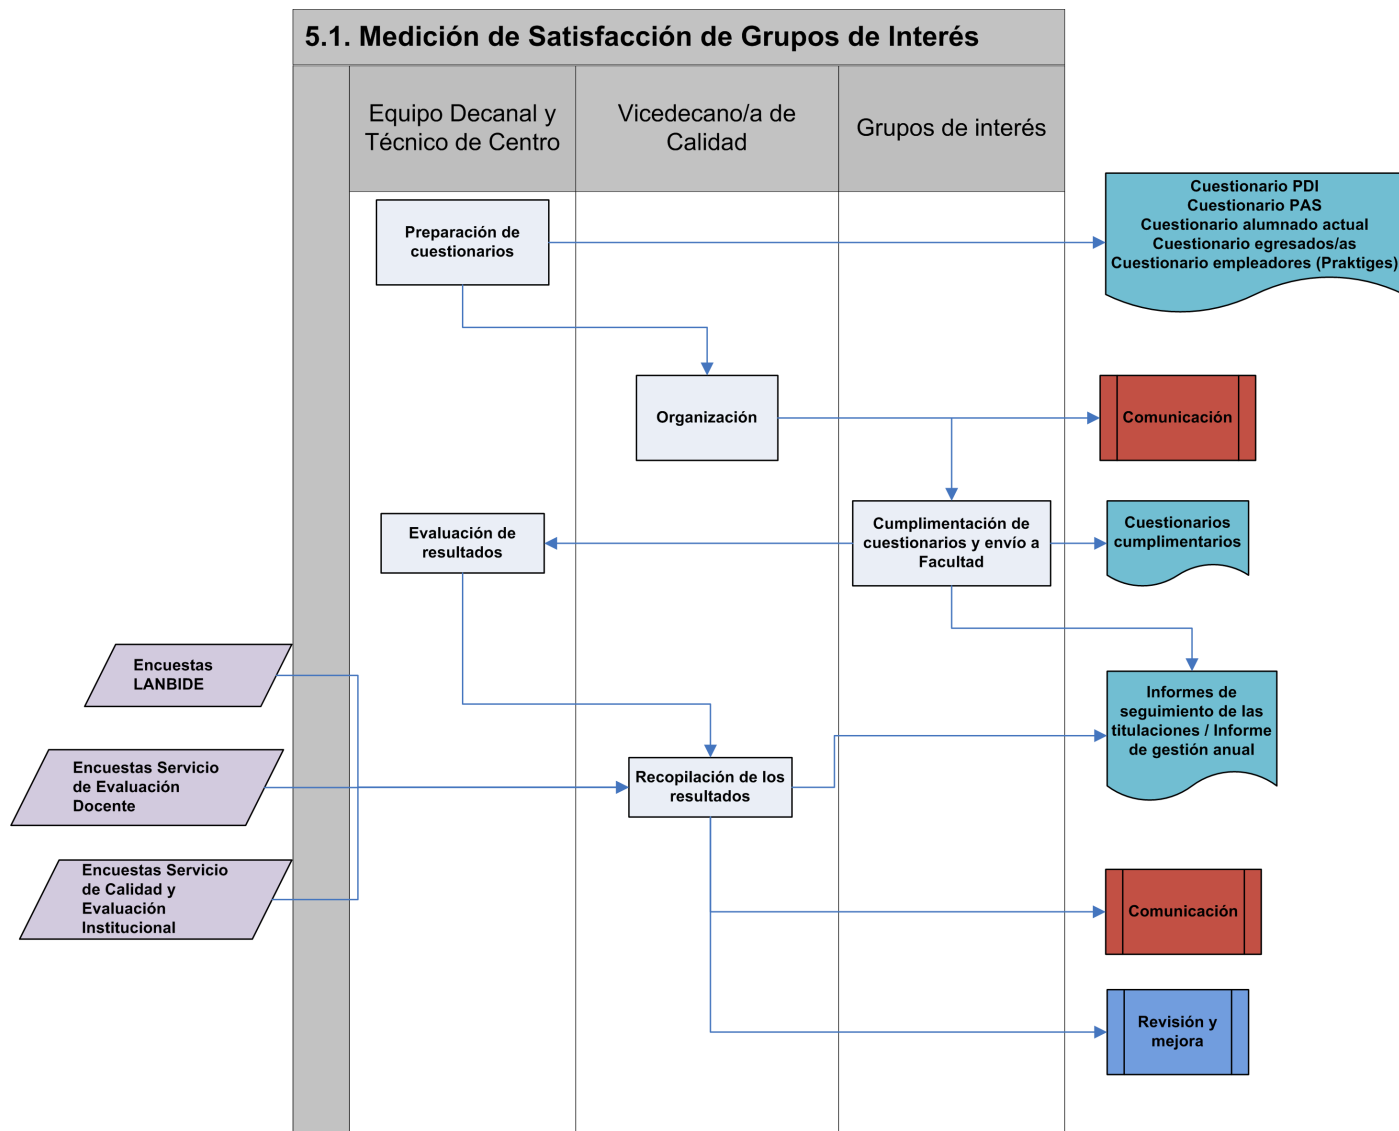 5.1. Medición de Satisfacción de Grupos de Interés
Equipo Decanal y
Técnico de Centro
Vicedecano/a de
Calidad
Grupos de interés
Preparación de
cuestionarios
Cuestionario PDI
Cuestionario PAS
Cuestionario alumnado actual
Cuestionario egresados/as
Cuestionario empleadores (Praktiges)
Organización
Comunicación
Evaluación de
resultados
Cumplimentación de
cuestionarios y envío a
Facultad
Cuestionarios
cumplimentarios
Encuestas
LANBIDE
Informes de
seguimiento de las
titulaciones / Informe
de gestión anual
Encuestas Servicio
de Evaluación
Docente
Recopilación de los
resultados
Encuestas Servicio
de Calidad y
Evaluación
Institucional
Comunicación
Revisión y
mejora